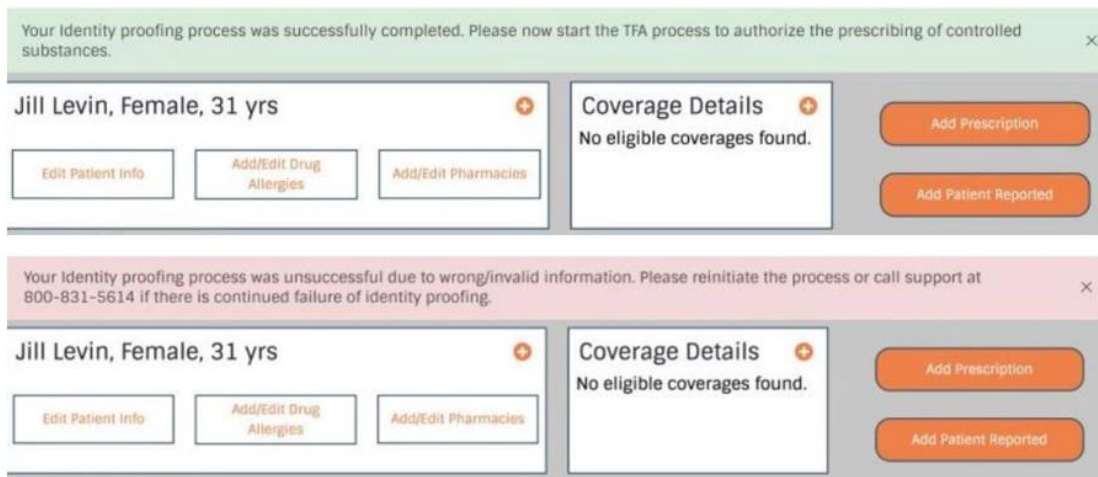 Your Identity proofing process was successfully completed. Please now start the TFA process to authorize the prescribing of controlled
substances.
×
Jill Levin, Female, 31 yrs
Edit Patient Info
Add/Edit Drug
Allergies
Add/Edit Pharmacies
Coverage Details
No eligible coverages found.
Add Prescription
Add Patient Reported
Your Identity proofing process was unsuccessful due to wrong/invalid information. Please reinitiate the process or call support at
800-831-5614 if there is continued failure of identity proofing.
×
Jill Levin, Female, 31 yrs
Edit Patient Info
Add/Edit Drug
Allergies
Add/Edit Pharmacies
Coverage Details
No eligible coverages found.
Add Prescription
Add Patient Reported